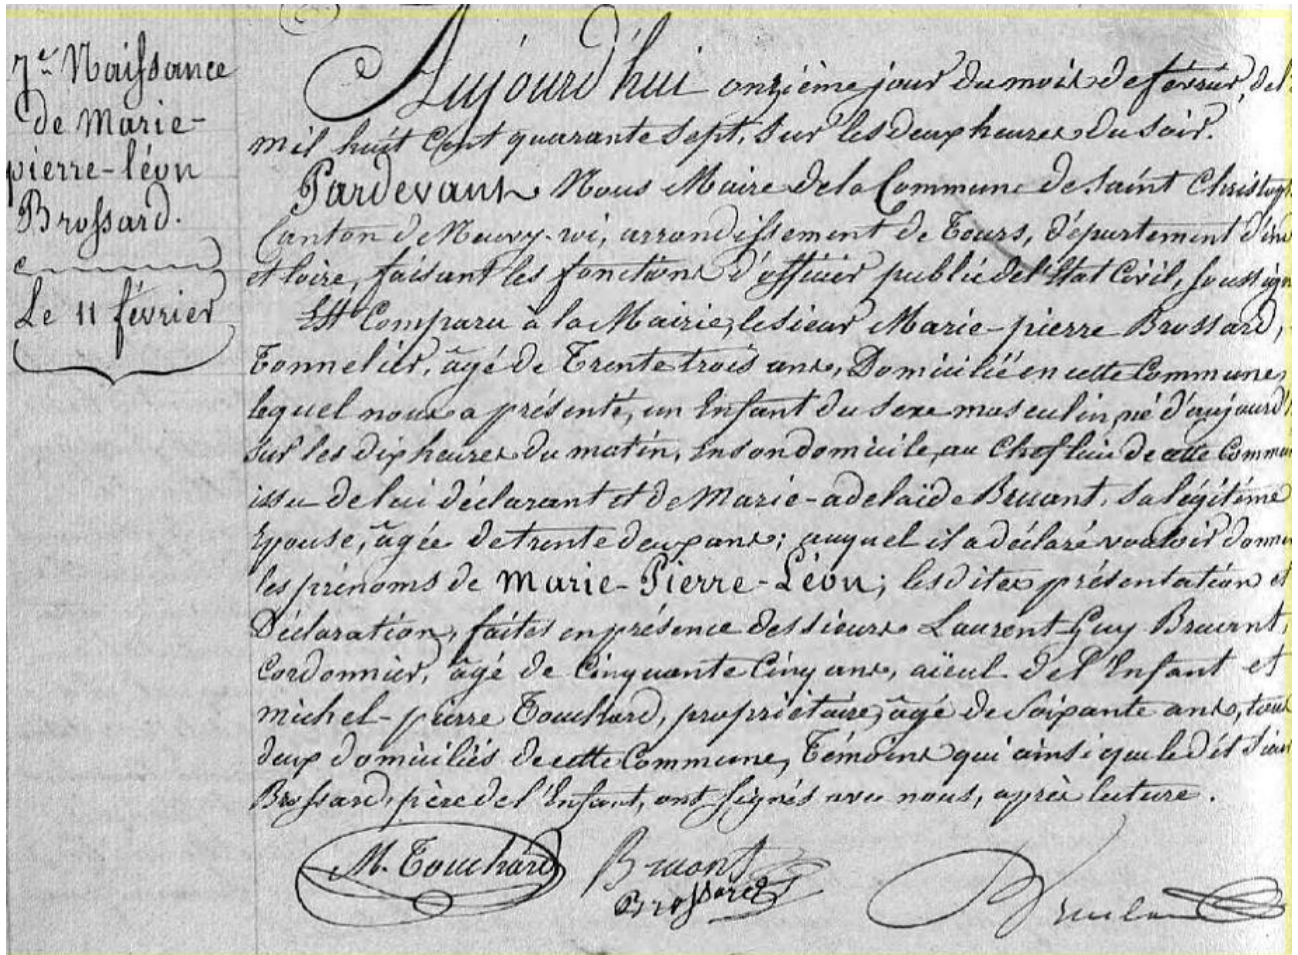 7.e Naissance
de Marie-
pierre-léon
Brossard.
Le 11 février
Aujourd'hui onzième jour du mois de février, de l'
mil huit Cent quarante sept, sur les deux heures du soir.
Pardevant Nous Maire de la Commune de Saint Christop
Canton de Neuvy-roi, arrondissement de Tours, département d'ind
et loire, faisant les fonctions d'officier public de l'état Civil, soussign
Est Comparu à la Mairie, le sieur Marie-pierre Brossard,
Tonnelier, âgé de Trente trois ans, Domicilié en cette Commune,
lequel nous a présenté, un Enfant du sexe masculin, né d'aujourd'h
sur les dix heures du matin, en son domicile, au Chef lieu de cette Commun
issu de lui déclarant et de Marie-adelaïde Bruant, sa légitime
Epouse, âgée de trente deux ans; auquel il a déclaré vouloir donner
les prénoms de Marie-Pierre-Léon; les dites présentation et
Déclaration, faites en présence des sieurs Laurent-Guy Bruant,
Cordonnier, âgé de Cinquante Cinq ans, aïeul de l'Enfant et
michel-pierre Touchard, propriétaire, âgé de Soixante ans, tous
deux domiciliés de cette Commune, Témoins qui ainsi que le dit Sieur
Brossard, père de l'Enfant, ont signés avec nous, après lecture.
M. Touchard Bruant
Brossard